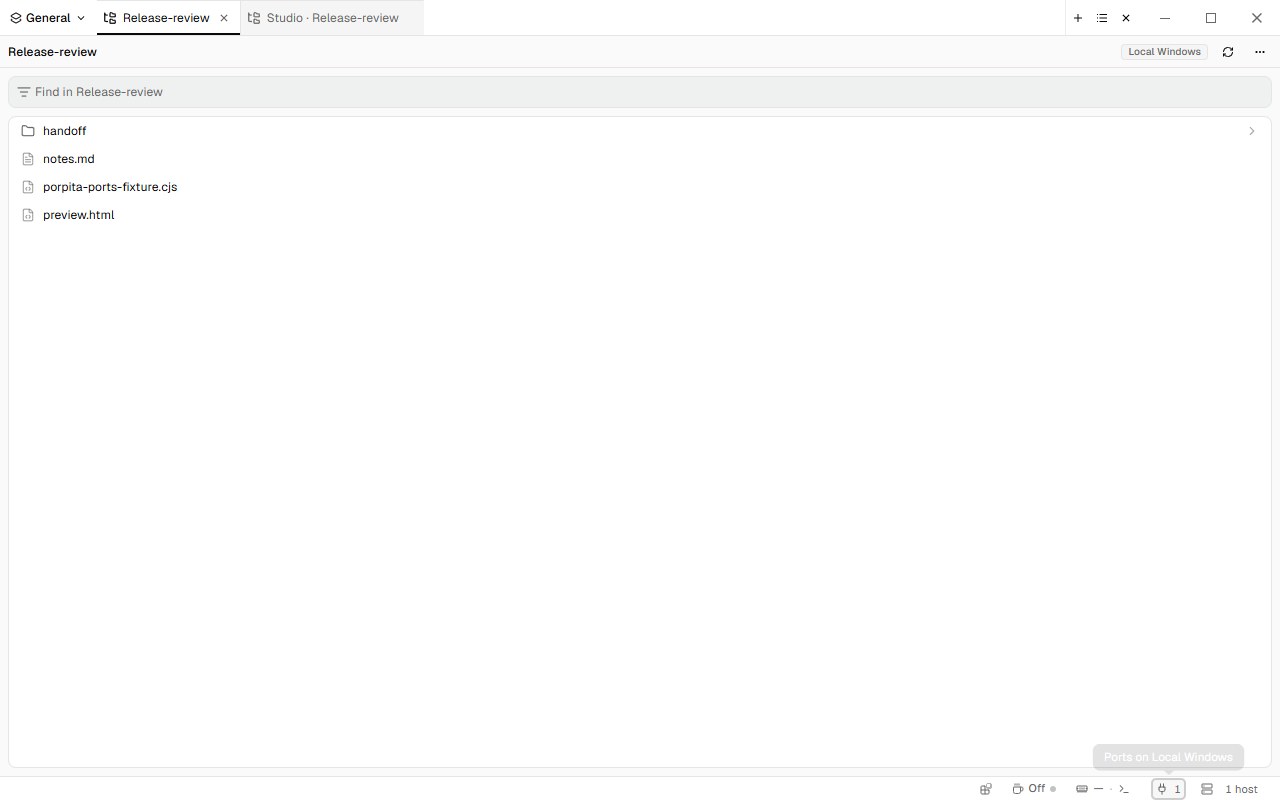 General
Release-review
Studio · Release-review
Release-review
Local Windows
Find in Release-review
handoff
notes.md
porpita-ports-fixture.cjs
preview.html
Ports on Local Windows
Off
1
1 host